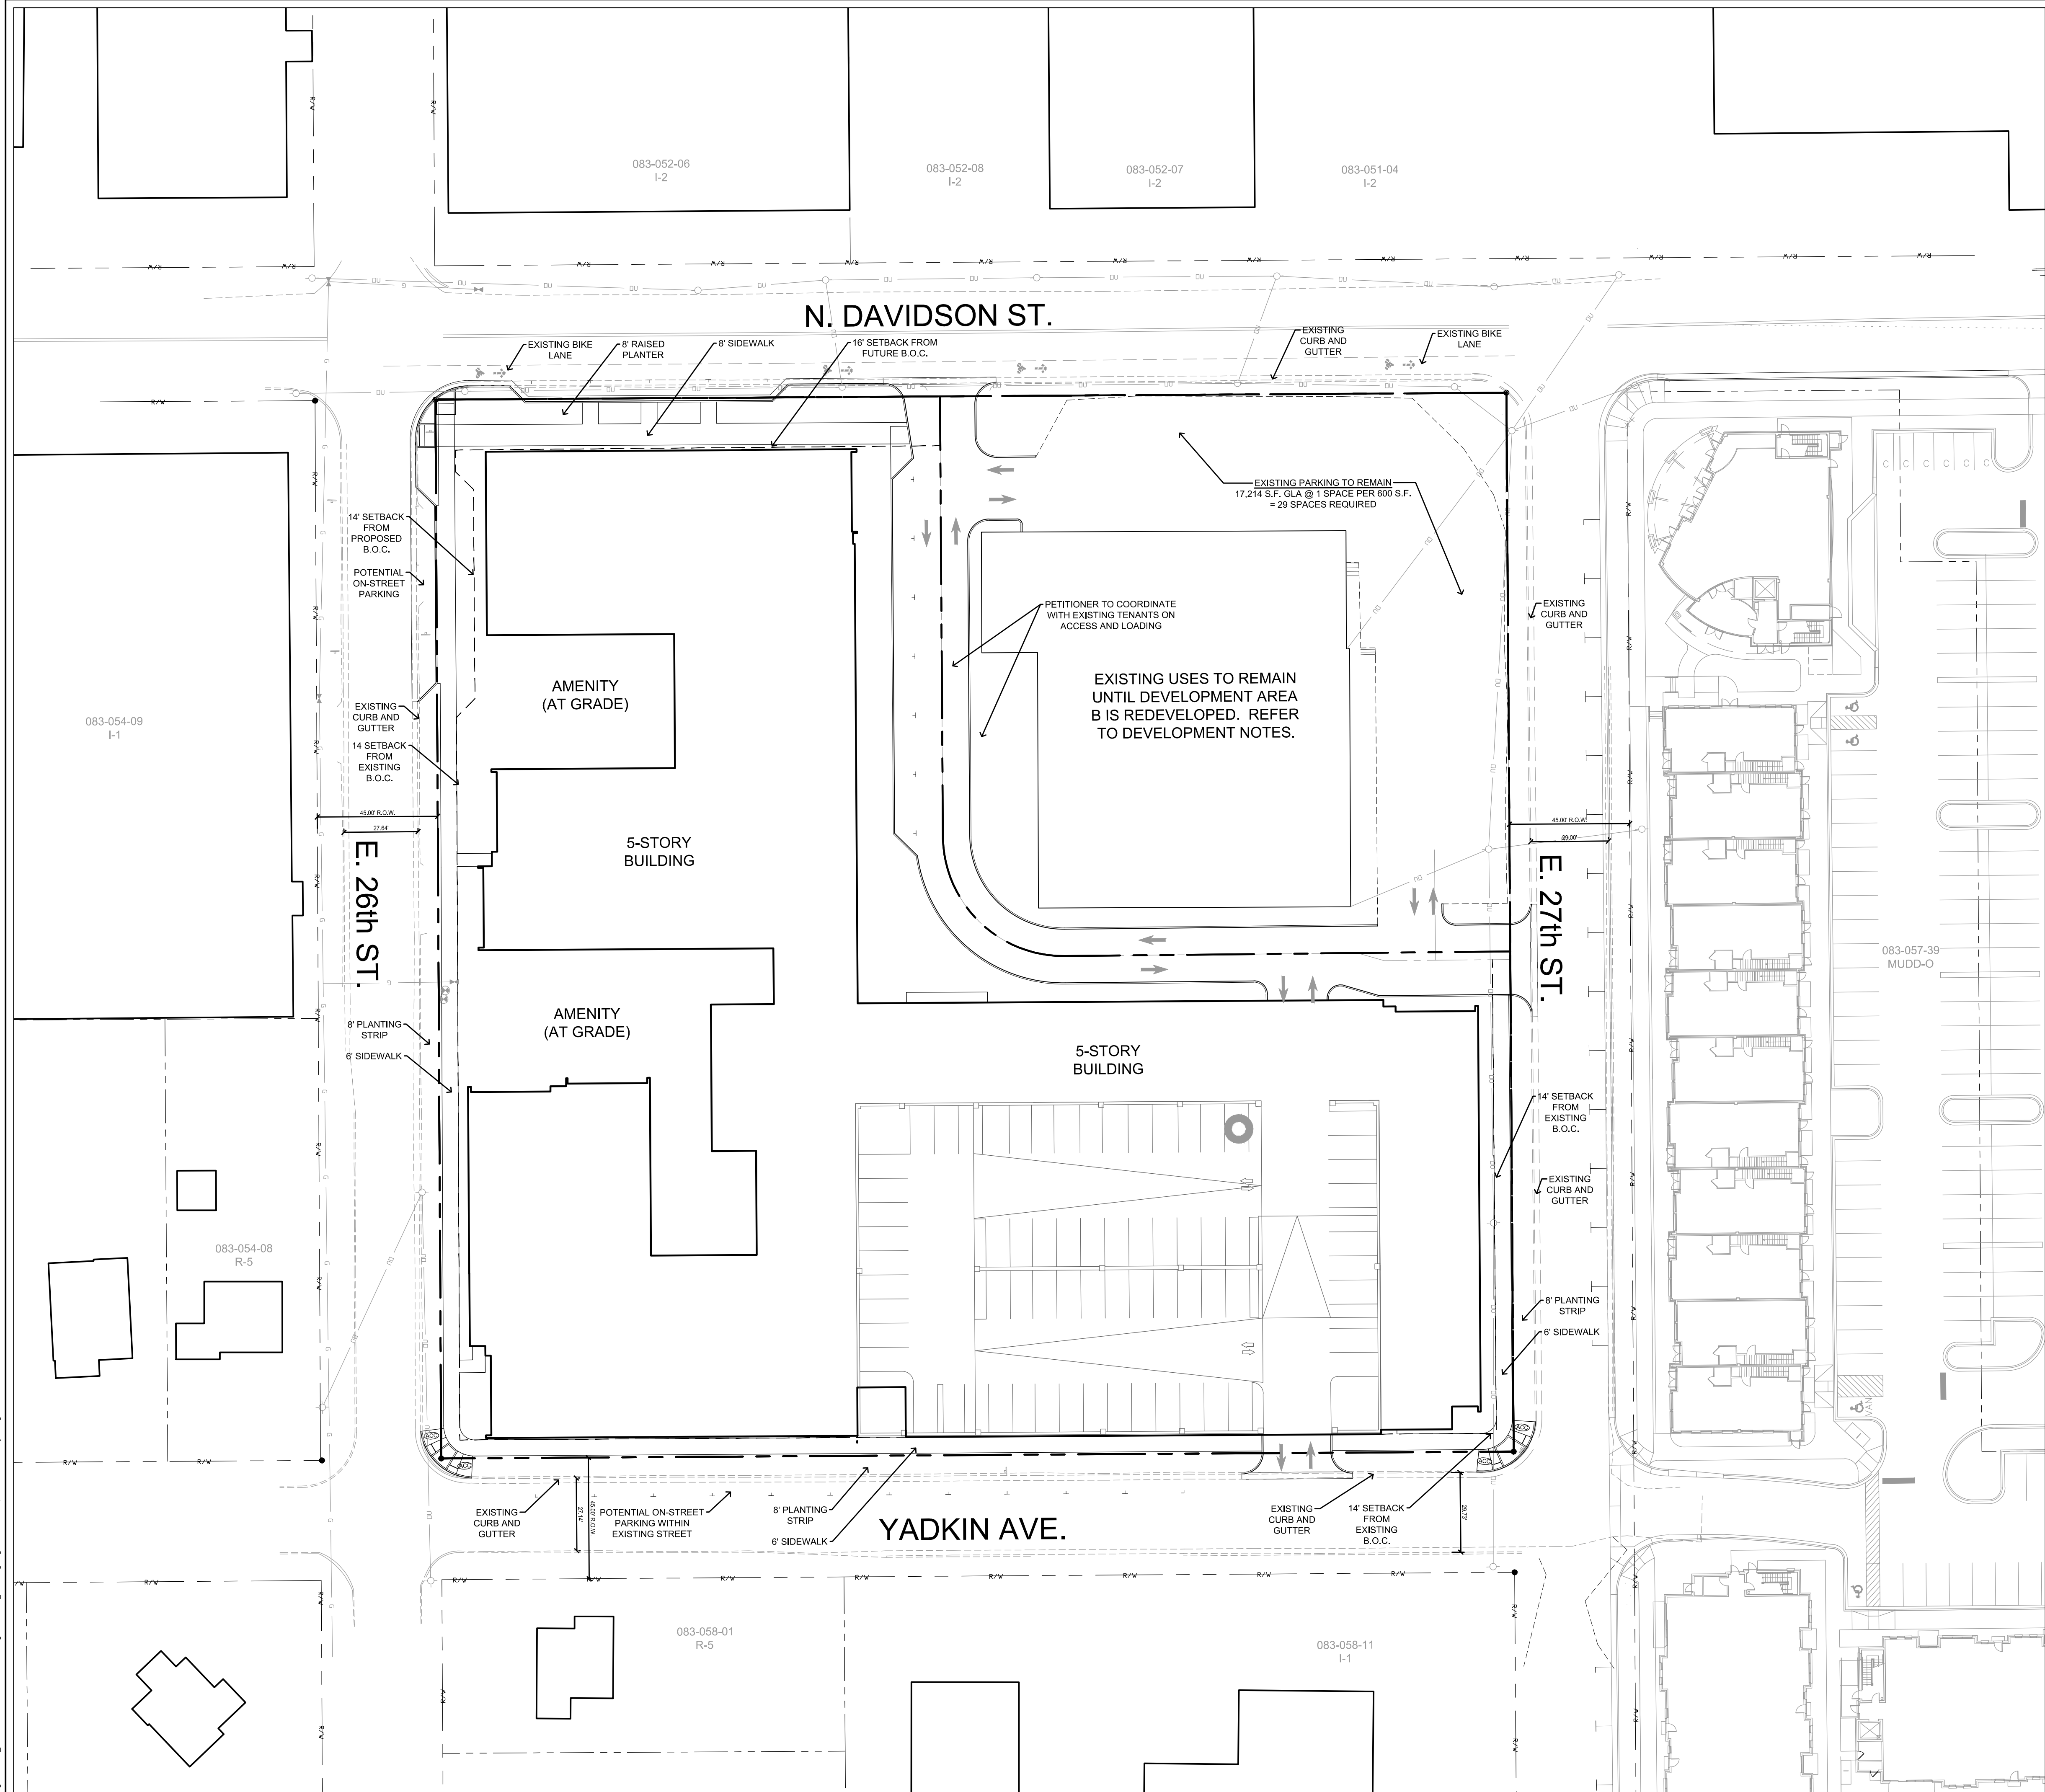 083-052-06
I-2
083-052-08
I-2
083-052-07
I-2
083-051-04
I-2
N. DAVIDSON ST.
EXISTING BIKE
LANE
8' RAISED
PLANTER
8' SIDEWALK
16' SETBACK FROM
FUTURE B.O.C.
EXISTING
CURB AND
GUTTER
EXISTING BIKE
LANE
EXISTING PARKING TO REMAIN
17,214 S.F. GLA @ 1 SPACE PER 600 S.F.
= 29 SPACES REQUIRED
14' SETBACK
FROM
PROPOSED
B.O.C.
POTENTIAL
ON-STREET
PARKING
PETITIONER TO COORDINATE
WITH EXISTING TENANTS ON
ACCESS AND LOADING
EXISTING
CURB AND
GUTTER
AMENITY
(AT GRADE)
EXISTING USES TO REMAIN
UNTIL DEVELOPMENT AREA
B IS REDEVELOPED. REFER
TO DEVELOPMENT NOTES.
083-054-09
I-1
EXISTING
CURB AND
GUTTER
14 SETBACK
FROM
EXISTING
B.O.C.
45.00' R.O.W.
27.64'
45.00' R.O.W.
29.00'
5-STORY
BUILDING
E. 26th ST.
E. 27th ST.
083-057-39
MUDD-O
8' PLANTING
STRIP
6' SIDEWALK
AMENITY
(AT GRADE)
5-STORY
BUILDING
14' SETBACK
FROM
EXISTING
B.O.C.
EXISTING
CURB AND
GUTTER
083-054-08
R-5
8' PLANTING
STRIP
6' SIDEWALK
VAN
EXISTING
CURB AND
GUTTER
27.14'
45.00' R.O.W
POTENTIAL ON-STREET
PARKING WITHIN
EXISTING STREET
8' PLANTING
STRIP
6' SIDEWALK
YADKIN AVE.
EXISTING
CURB AND
GUTTER
14' SETBACK
FROM
EXISTING
B.O.C.
29.73'
R/W
083-058-01
R-5
083-058-11
I-1